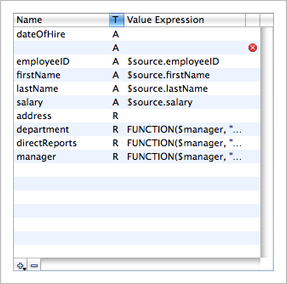 Name T Value Expression
dateOfHire A
A
employeeID A $source.employeeID
firstName A $source.firstName
lastName A $source.lastName
salary A $source.salary
address R
department R FUNCTION($manager, "...
directReports R FUNCTION($manager, "...
manager R FUNCTION($manager, "...